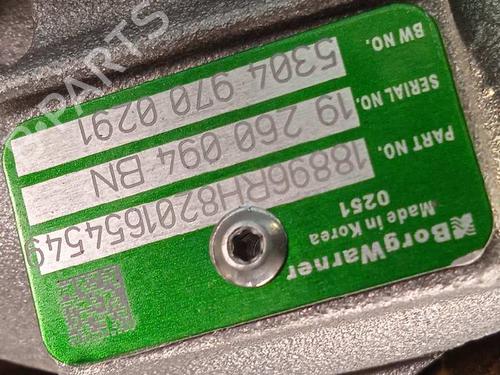 BorgWarner
Made in Korea
0251
PART NO. 18896RH8201654549
SERIAL NO. 19 260 094 BN
BW NO. 5304 970 0291